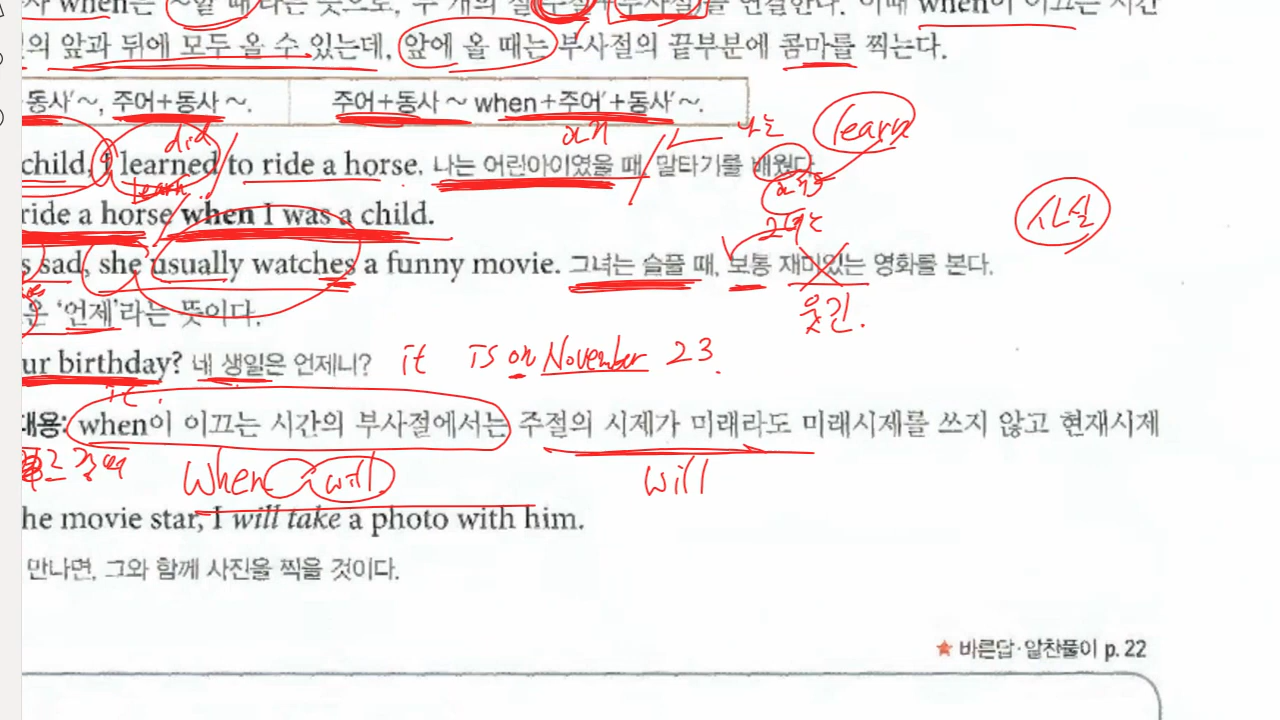 when은 '~할 때'라는 뜻으로, 두 개의 절(주절+부사절)을 연결한다. 이때 when이 이끄는 시간
의 앞과 뒤에 모두 올 수 있는데, 앞에 올 때는 부사절의 끝부분에 콤마를 찍는다.
동사'~, 주어+동사 ~. 주어+동사 ~ when+주어'+동사'~.
did 나는 learn
child, I learned to ride a horse. 나는 어린아이였을 때, 말타기를 배웠다.
learn
ride a horse when I was a child. 그녀는 사실
sad, she usually watches a funny movie. 그녀는 슬플 때, 보통 재미있는 영화를 본다.
은 '언제'라는 뜻이다. 웃긴.
ur birthday? 네 생일은 언제니? it is on November 23.
it
대용: when이 이끄는 시간의 부사절에서는 주절의 시제가 미래라도 미래시제를 쓰지 않고 현재시제
When will will
he movie star, I will take a photo with him.
만나면, 그와 함께 사진을 찍을 것이다.
★ 바른답·알찬풀이 p. 22